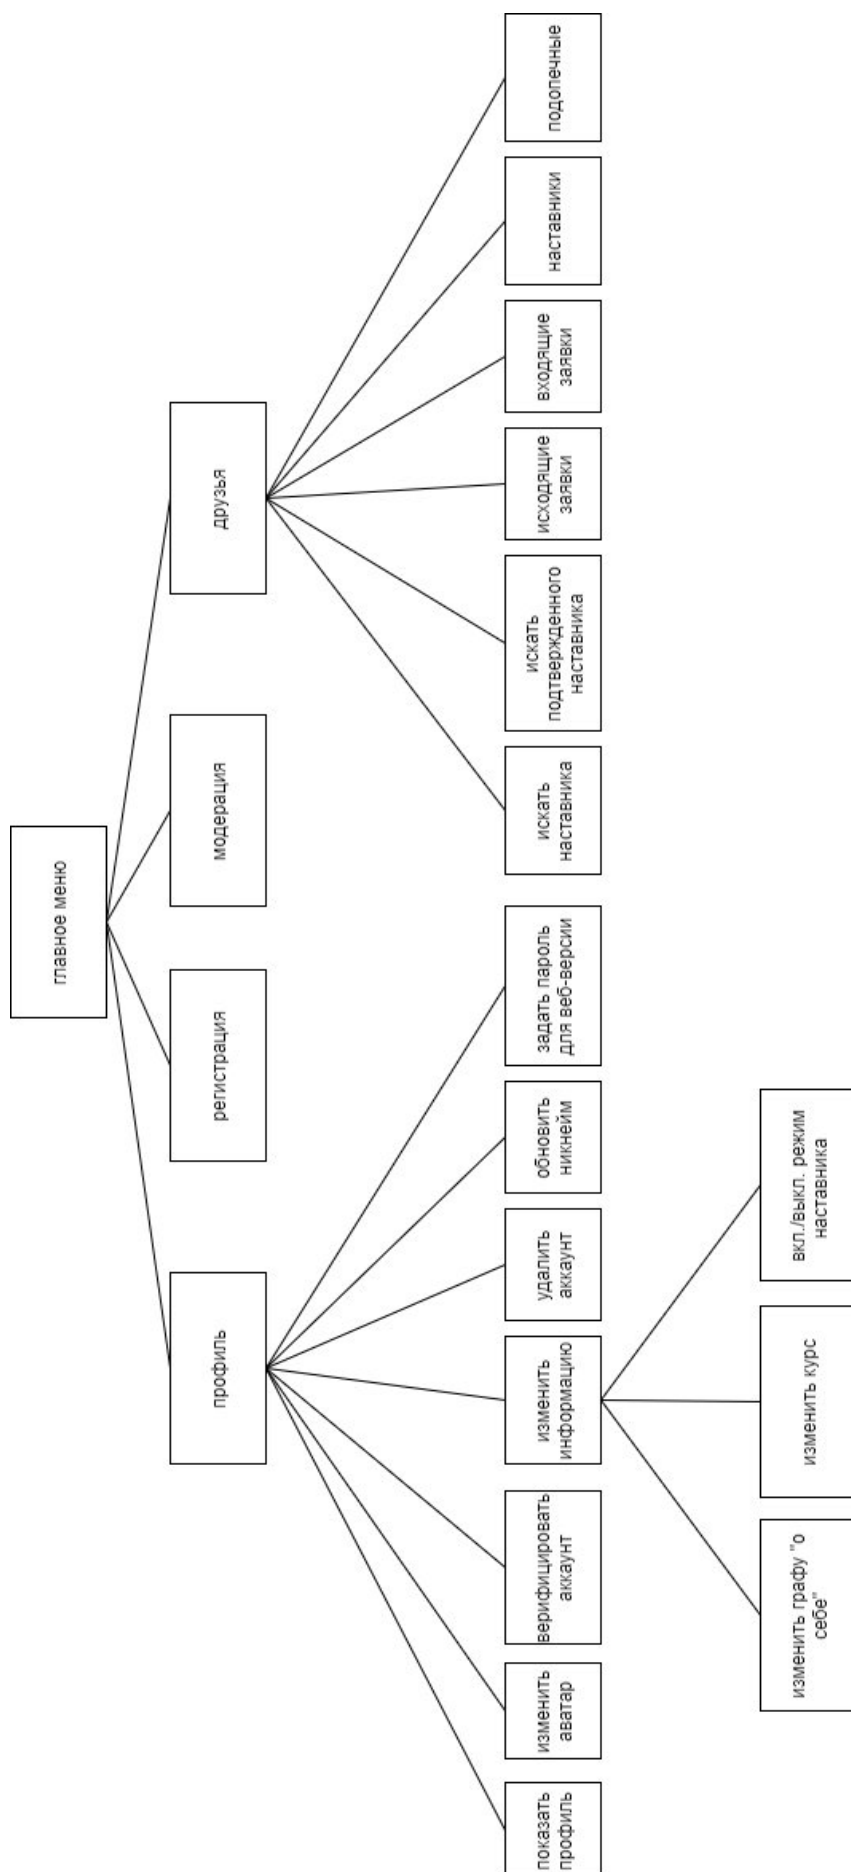 главное меню
профиль
регистрация
модерация
друзья
показать
профиль
изменить
аватар
верифицировать
аккаунт
изменить
информацию
удалить
аккаунт
обновить
никнейм
задать пароль
для веб-версии
искать
наставника
искать
подтвержденного
наставника
исходящие
заявки
входящие
заявки
наставники
подопечные
изменить графу "о
себе"
изменить курс
вкл./выкл. режим
наставника